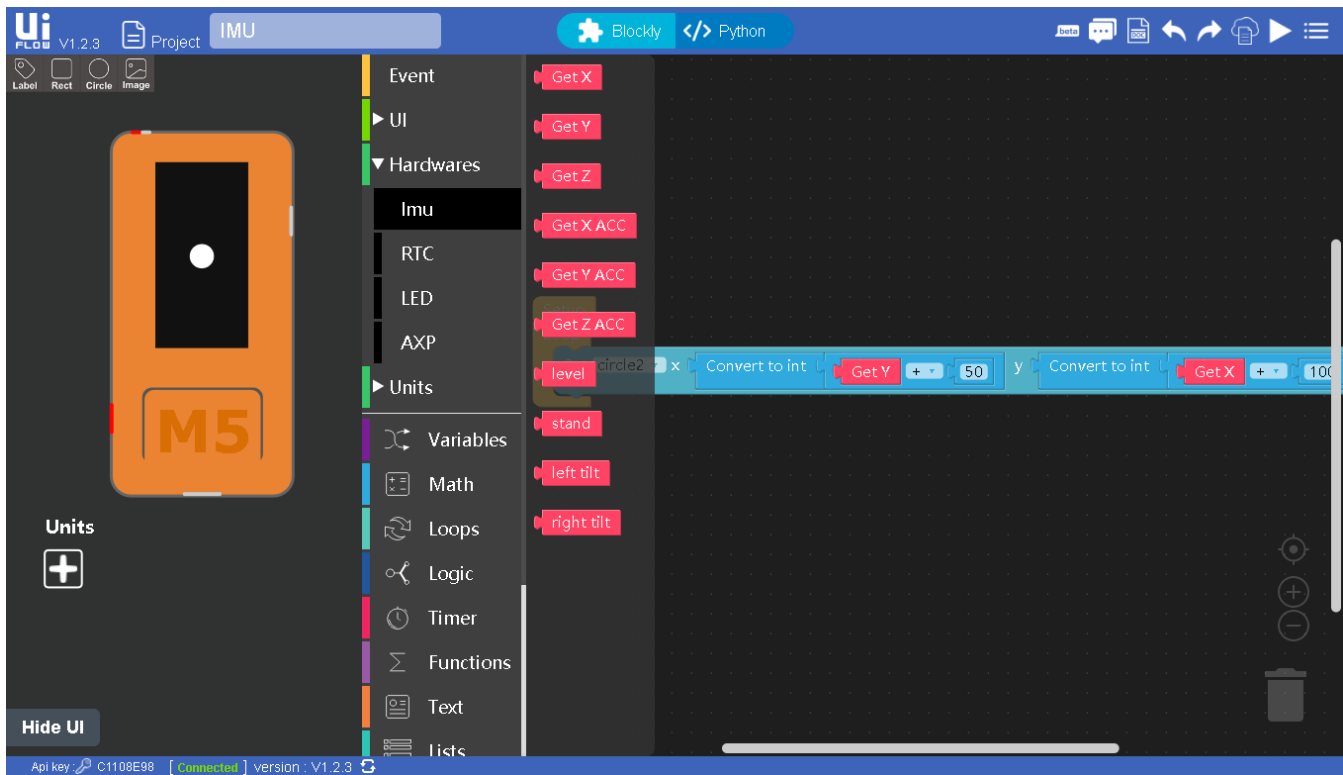 Ui
FLOW V1.2.3 Project IMU Blockly </> Python .beta DOC
Label Rect Circle Image
M5
Units
Hide UI
Event
UI
Hardwares
Imu
RTC
LED
AXP
Units
Variables
Math
Loops
Logic
Timer
Functions
Text
Lists
Get X
Get Y
Get Z
Get X ACC
Get Y ACC
Get Z ACC
level
stand
left tilt
right tilt
Setup
circle2 x Convert to int Get Y + 50 y Convert to int Get X + 100
Api key: C1108E98 [ Connected ] version : V1.2.3